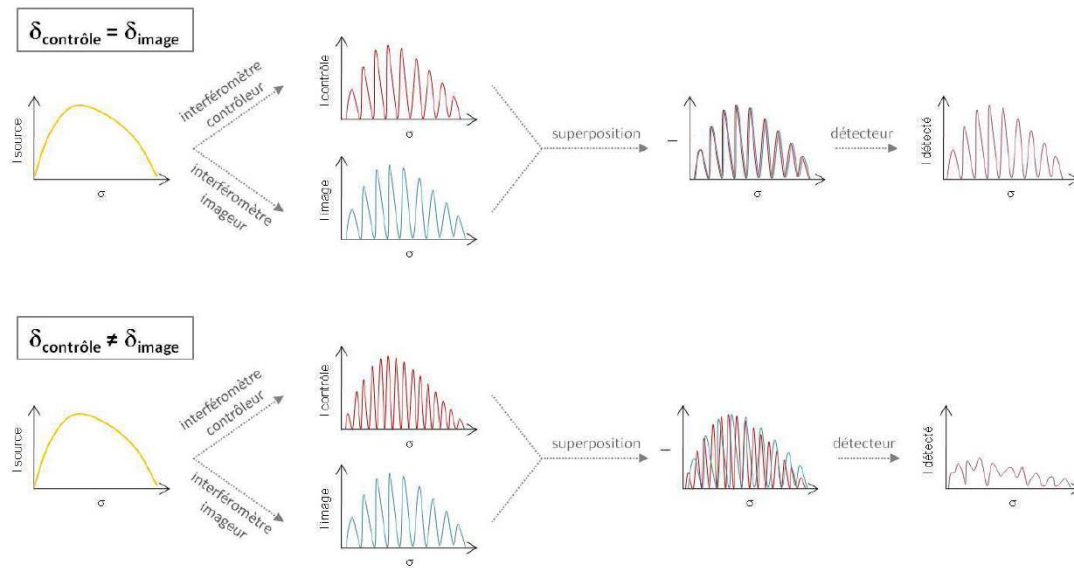 δcontrôle = δimage
I source
σ
interféromètre
contrôleur
interféromètre
imageur
I contrôle
σ
I image
σ
superposition
I
σ
détecteur
I détecté
σ
δcontrôle ≠ δimage
I source
σ
interféromètre
contrôleur
interféromètre
imageur
I contrôle
σ
I image
σ
superposition
I
σ
détecteur
I détecté
σ